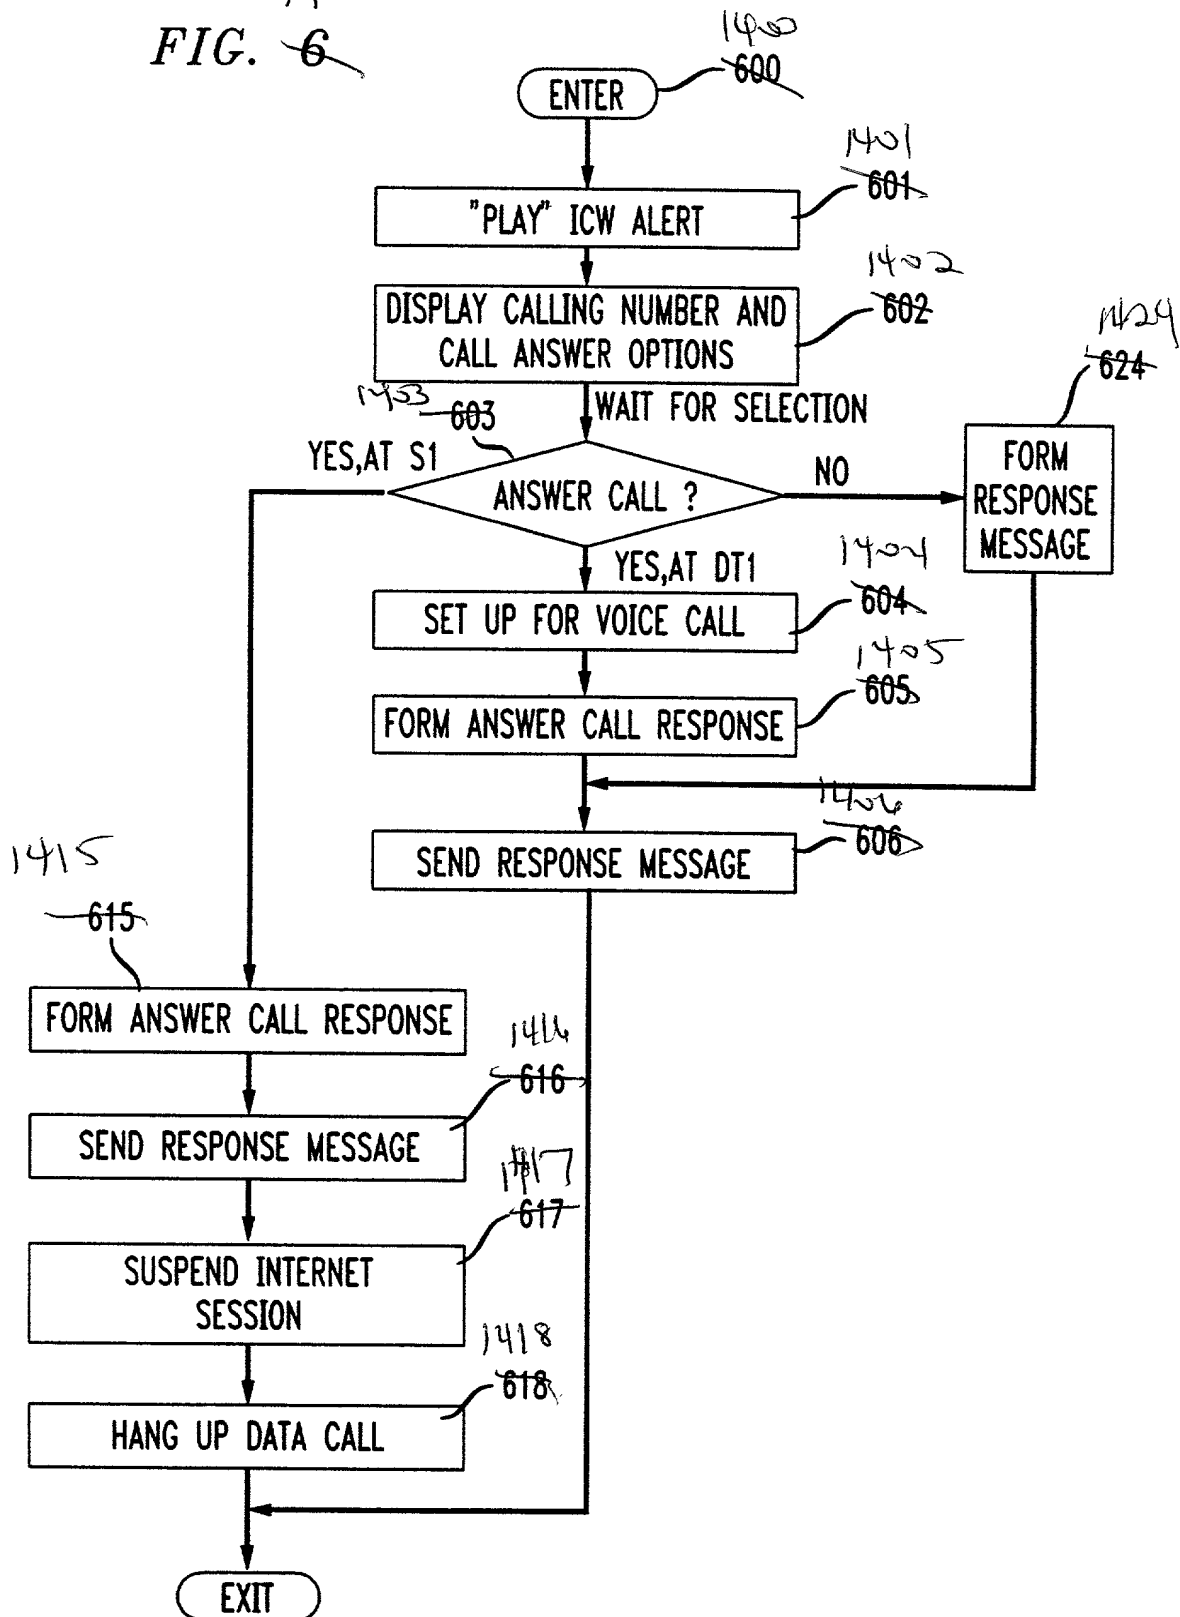 FIG. 6
1400
600
ENTER
1401
601
"PLAY" ICW ALERT
1402
602
DISPLAY CALLING NUMBER AND
CALL ANSWER OPTIONS
1424
624
1403
603
WAIT FOR SELECTION
FORM
RESPONSE
MESSAGE
YES,AT S1
ANSWER CALL ?
NO
YES,AT DT1
1404
604
SET UP FOR VOICE CALL
1405
605
FORM ANSWER CALL RESPONSE
1406
606
SEND RESPONSE MESSAGE
1415
615
FORM ANSWER CALL RESPONSE
1416
616
SEND RESPONSE MESSAGE
1417
617
SUSPEND INTERNET
SESSION
1418
618
HANG UP DATA CALL
EXIT